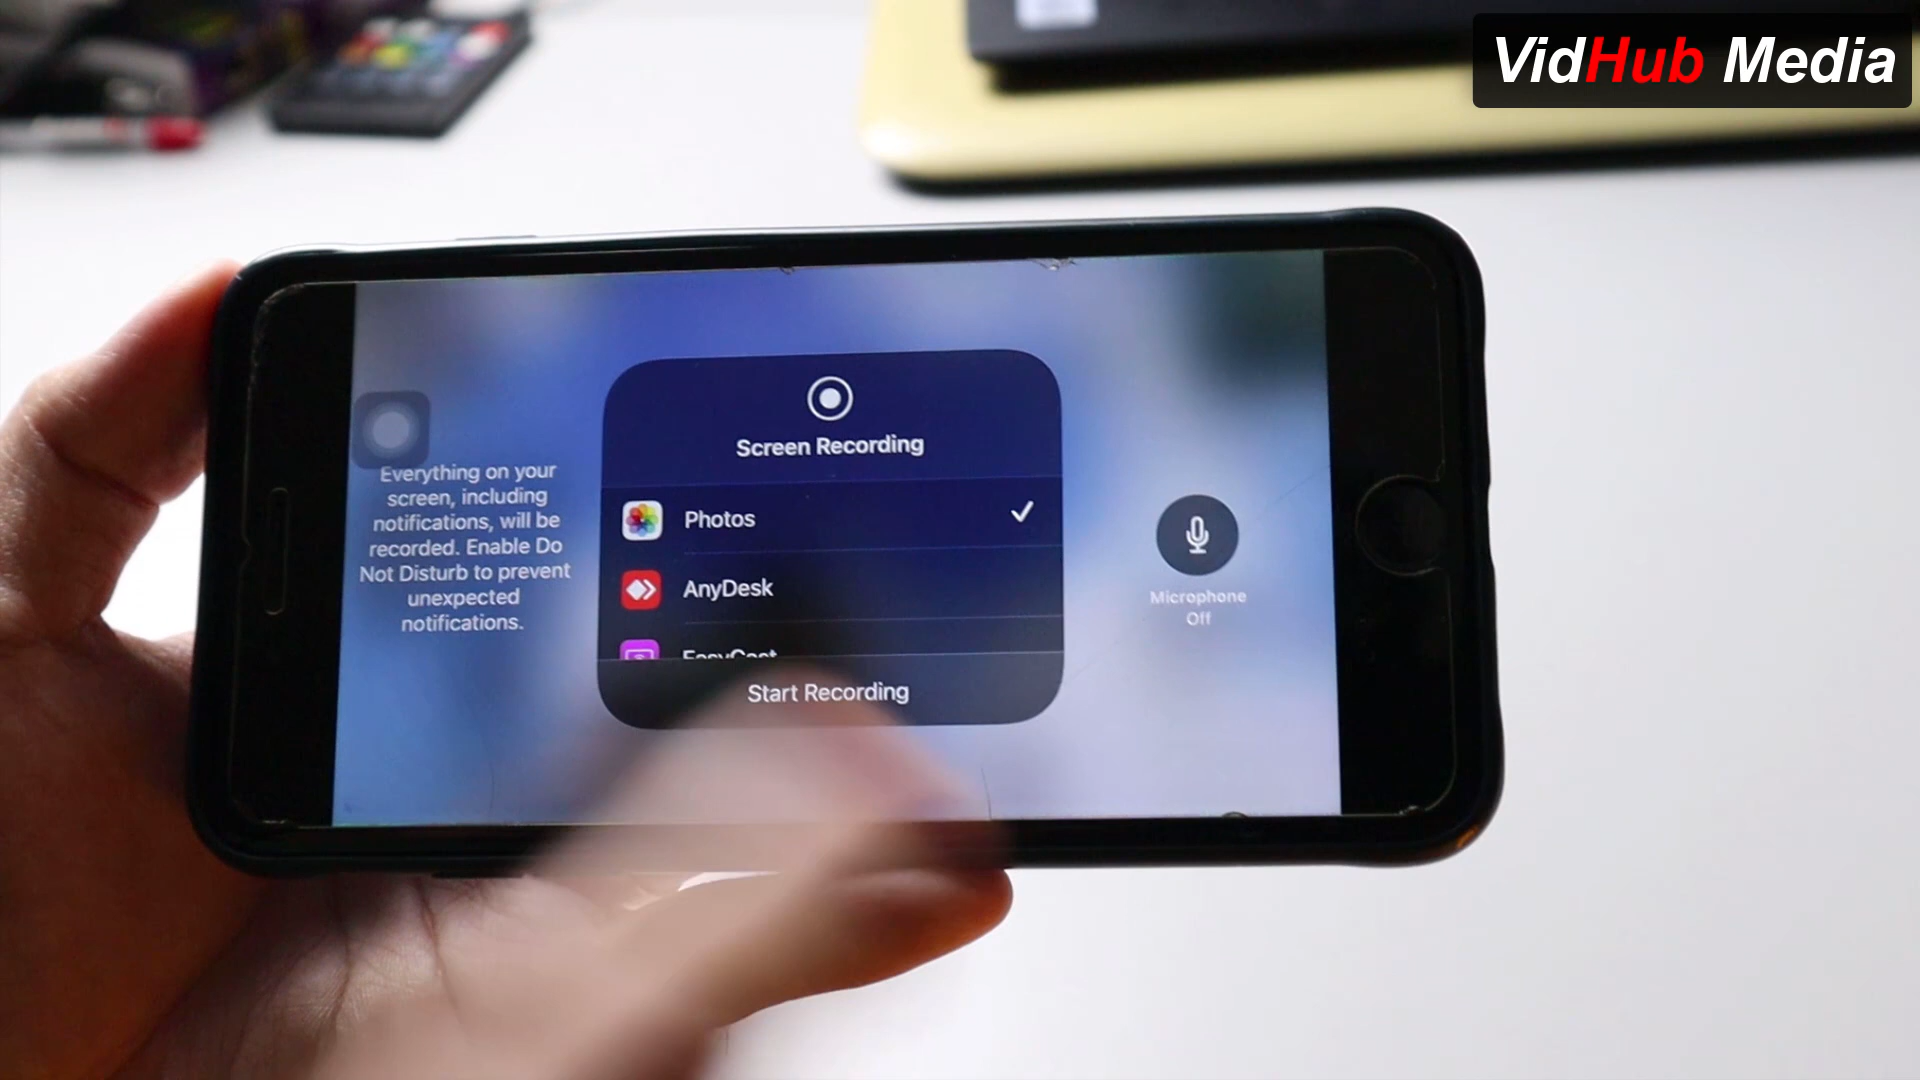 VidHub Media
Screen Recording
Everything on your
screen, including
notifications, will be
recorded. Enable Do
Not Disturb to prevent
unexpected
notifications.
Photos
AnyDesk
EasyCast
Start Recording
Microphone
Off